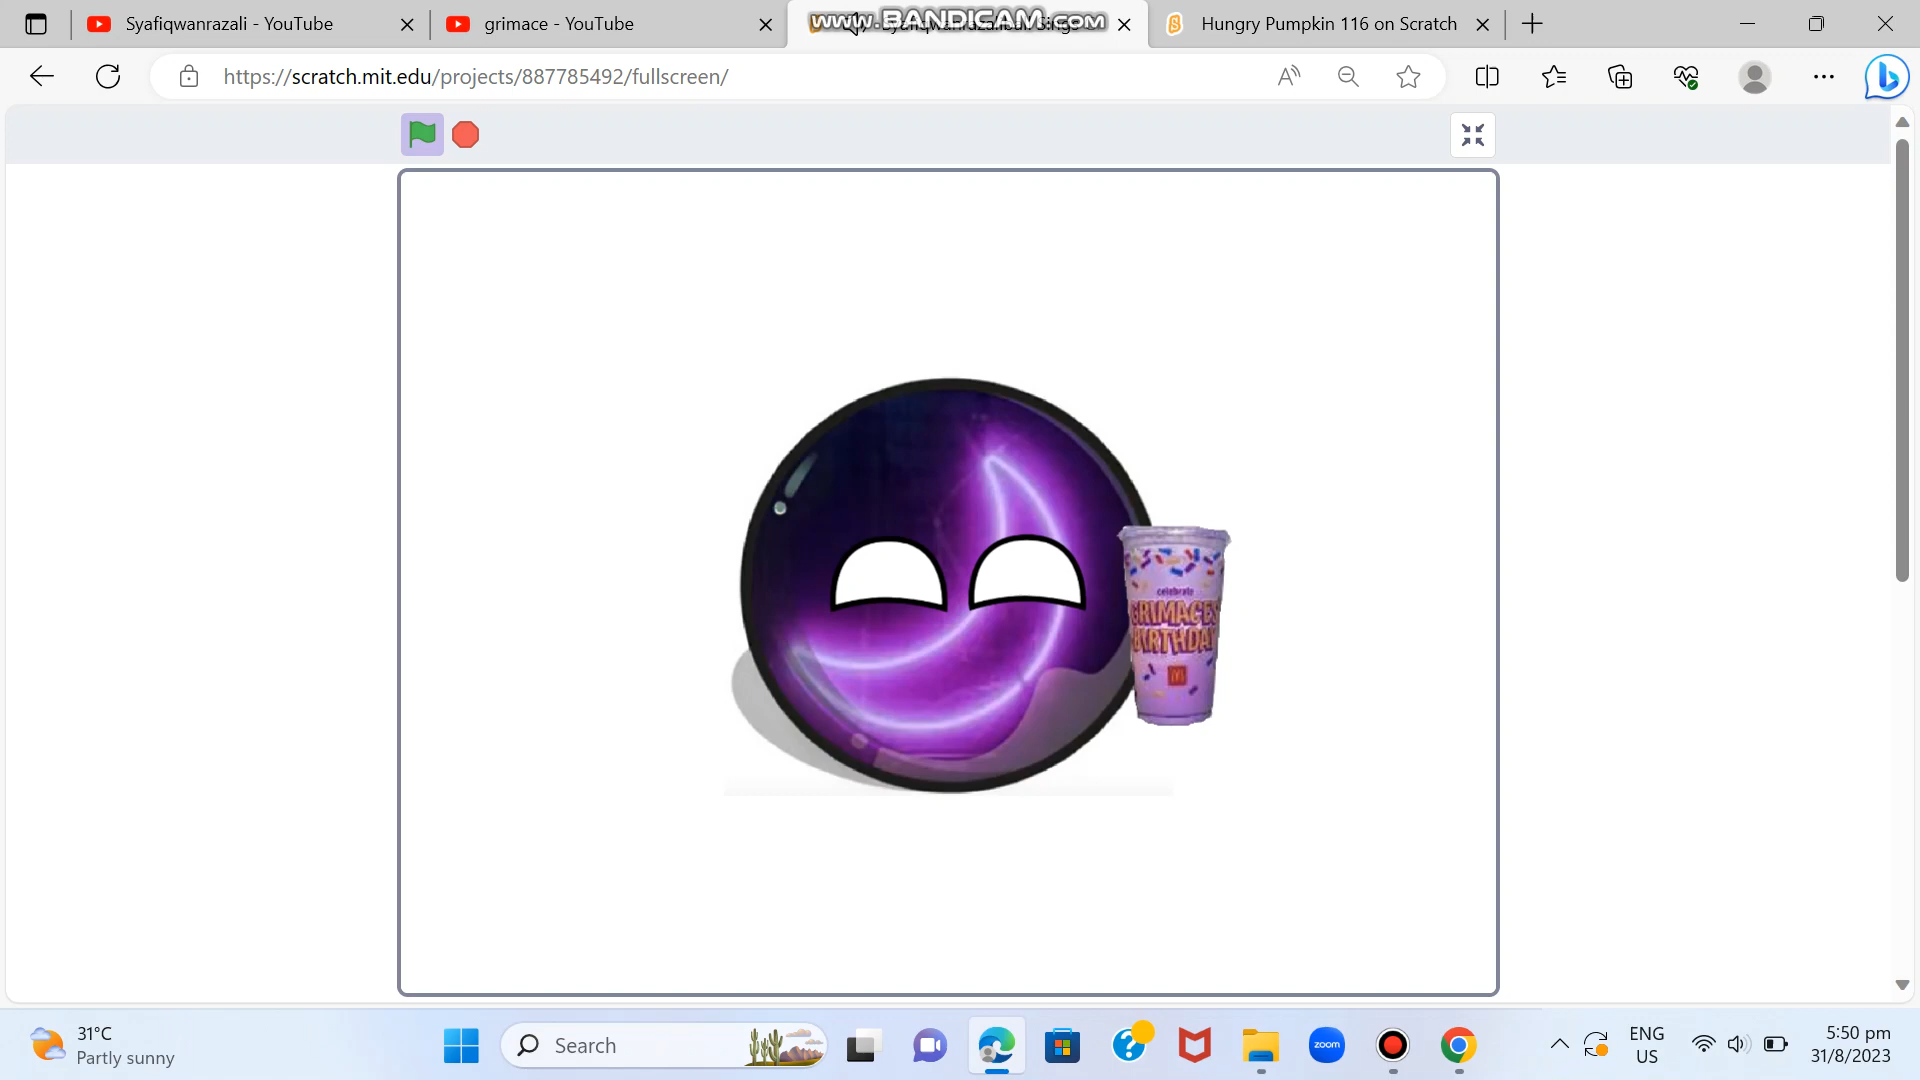 Syafiqwanrazali - YouTube
grimace - YouTube
www.BANDICAM.com
Hungry Pumpkin 116 on Scratch
https://scratch.mit.edu/projects/887785492/fullscreen/
celebrate
GRIMACE'S
BIRTHDAY
31°C
Partly sunny
Search
zoom
ENG
US
5:50 pm
31/8/2023